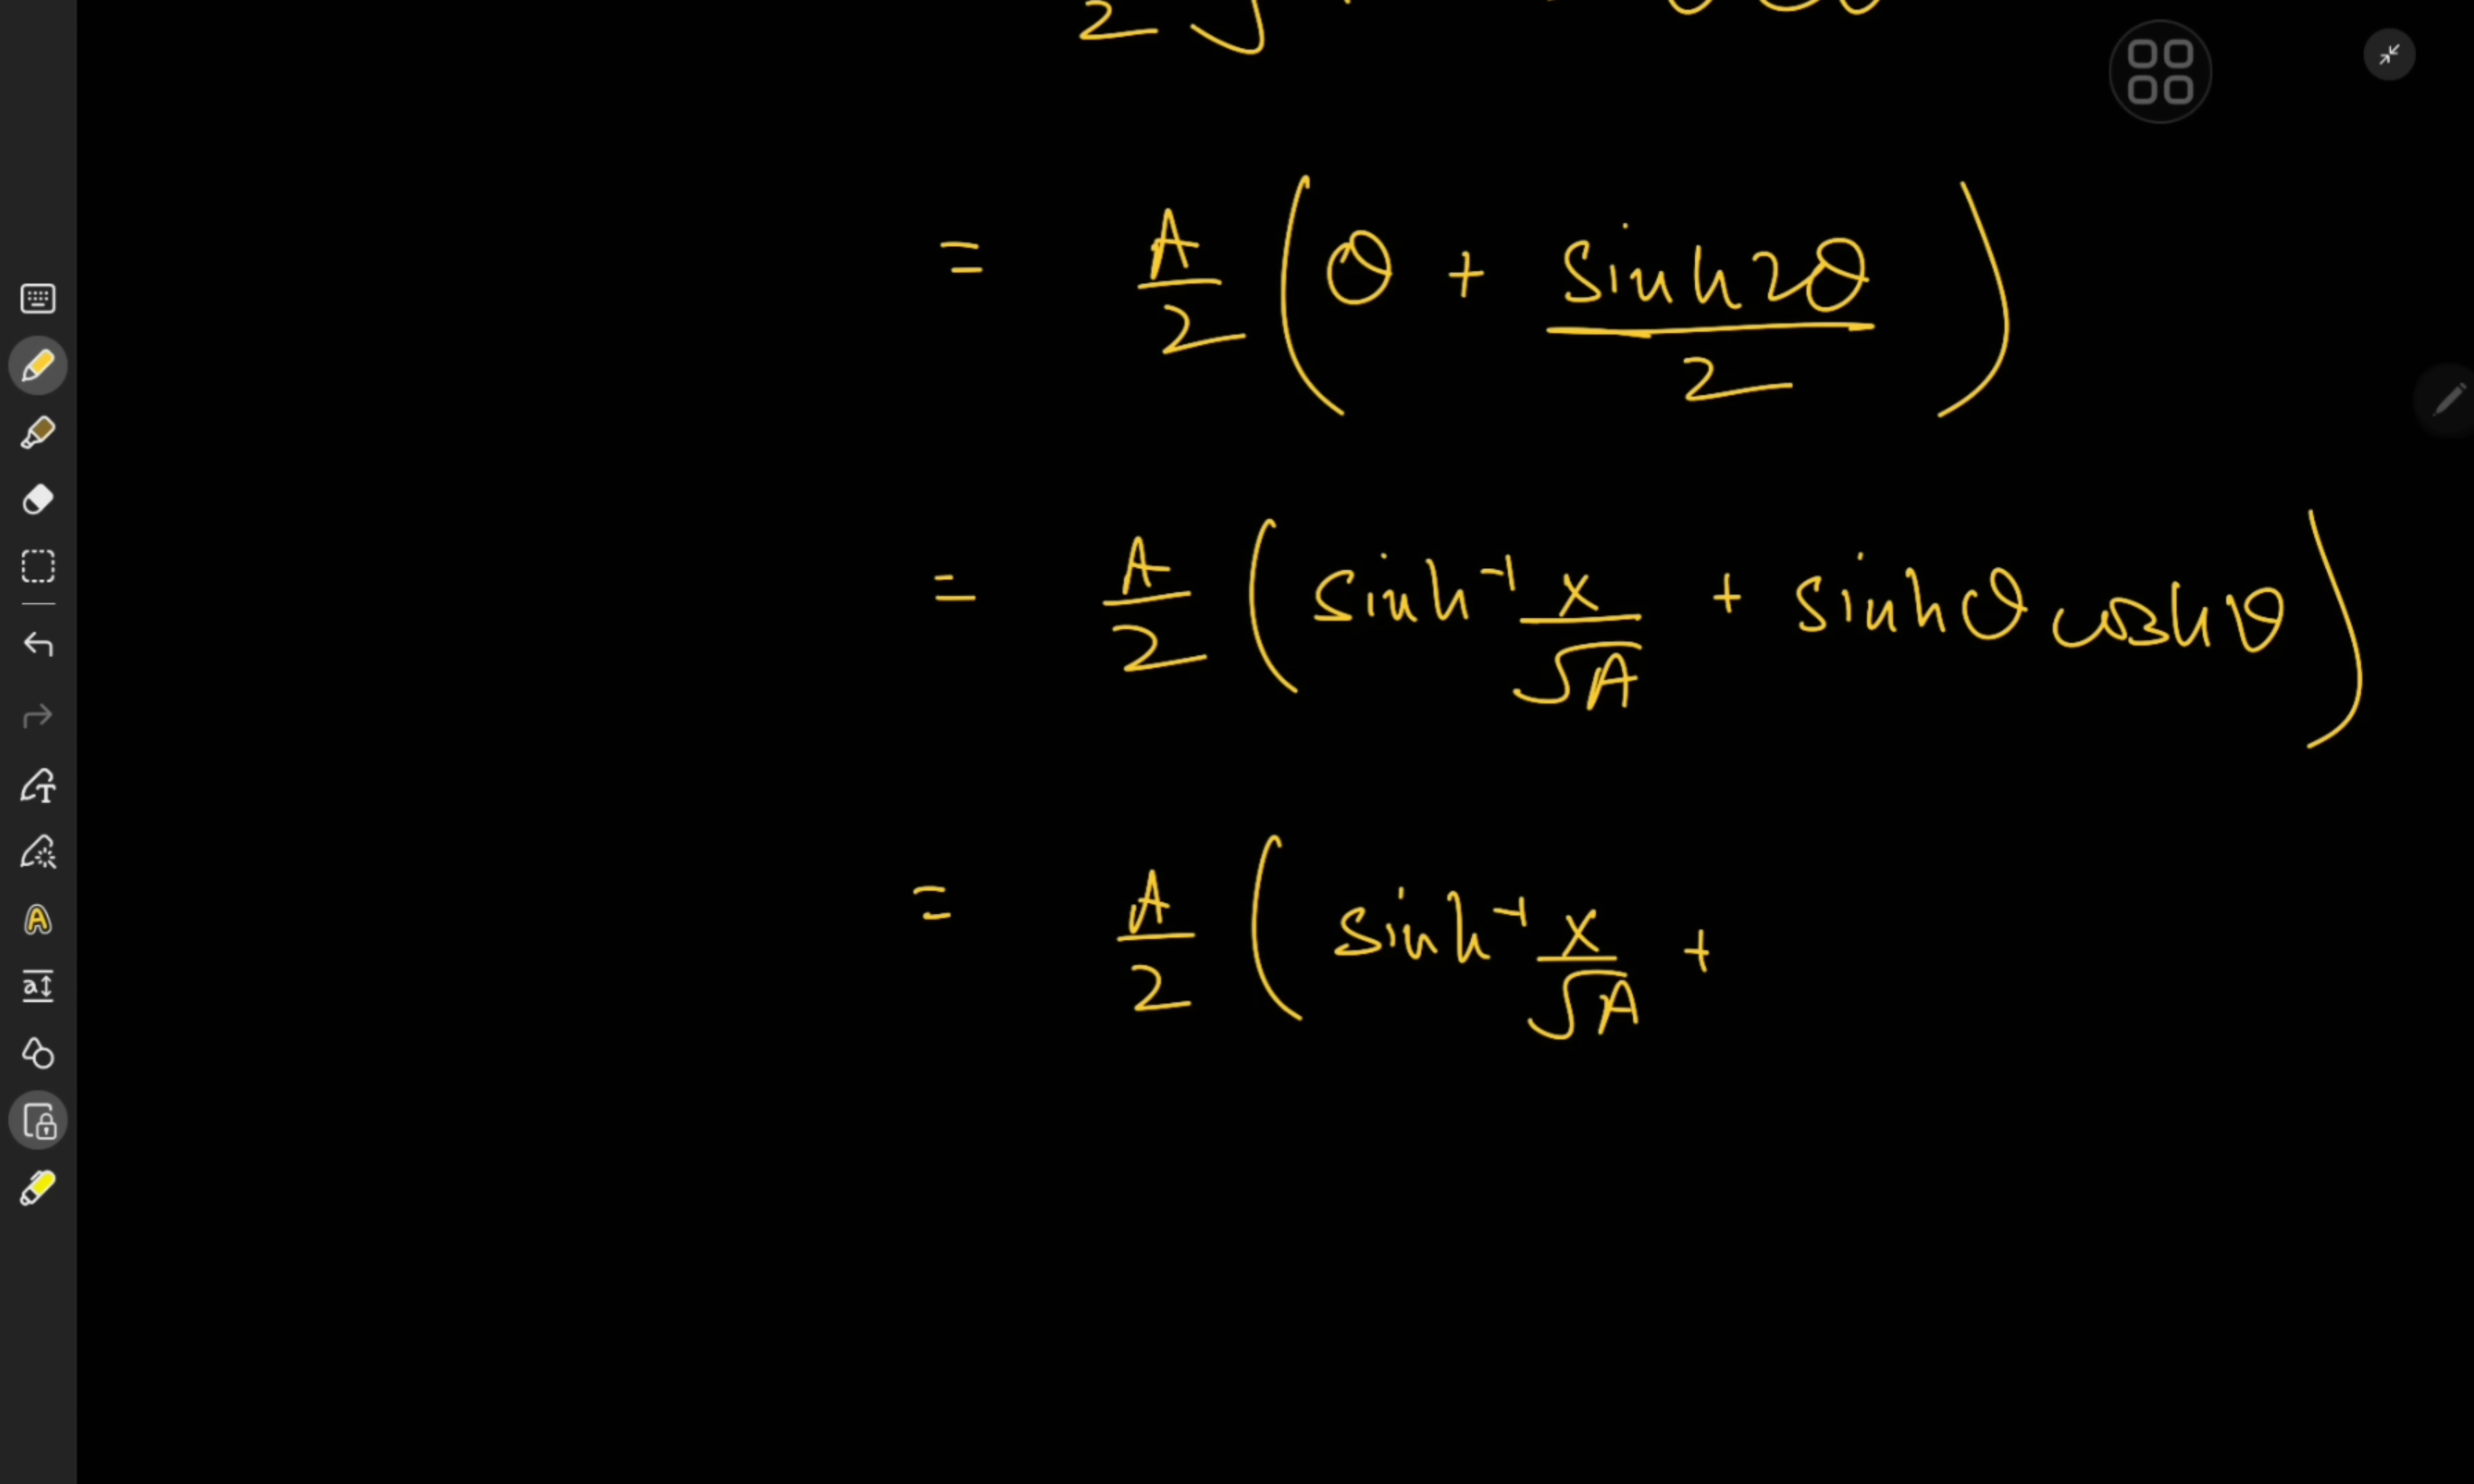 = A/2 (θ + sinh2θ/2)
= A/2 (sinh⁻¹ x/√A + sinhθ coshθ)
= A/2 (sinh⁻¹ x/√A +